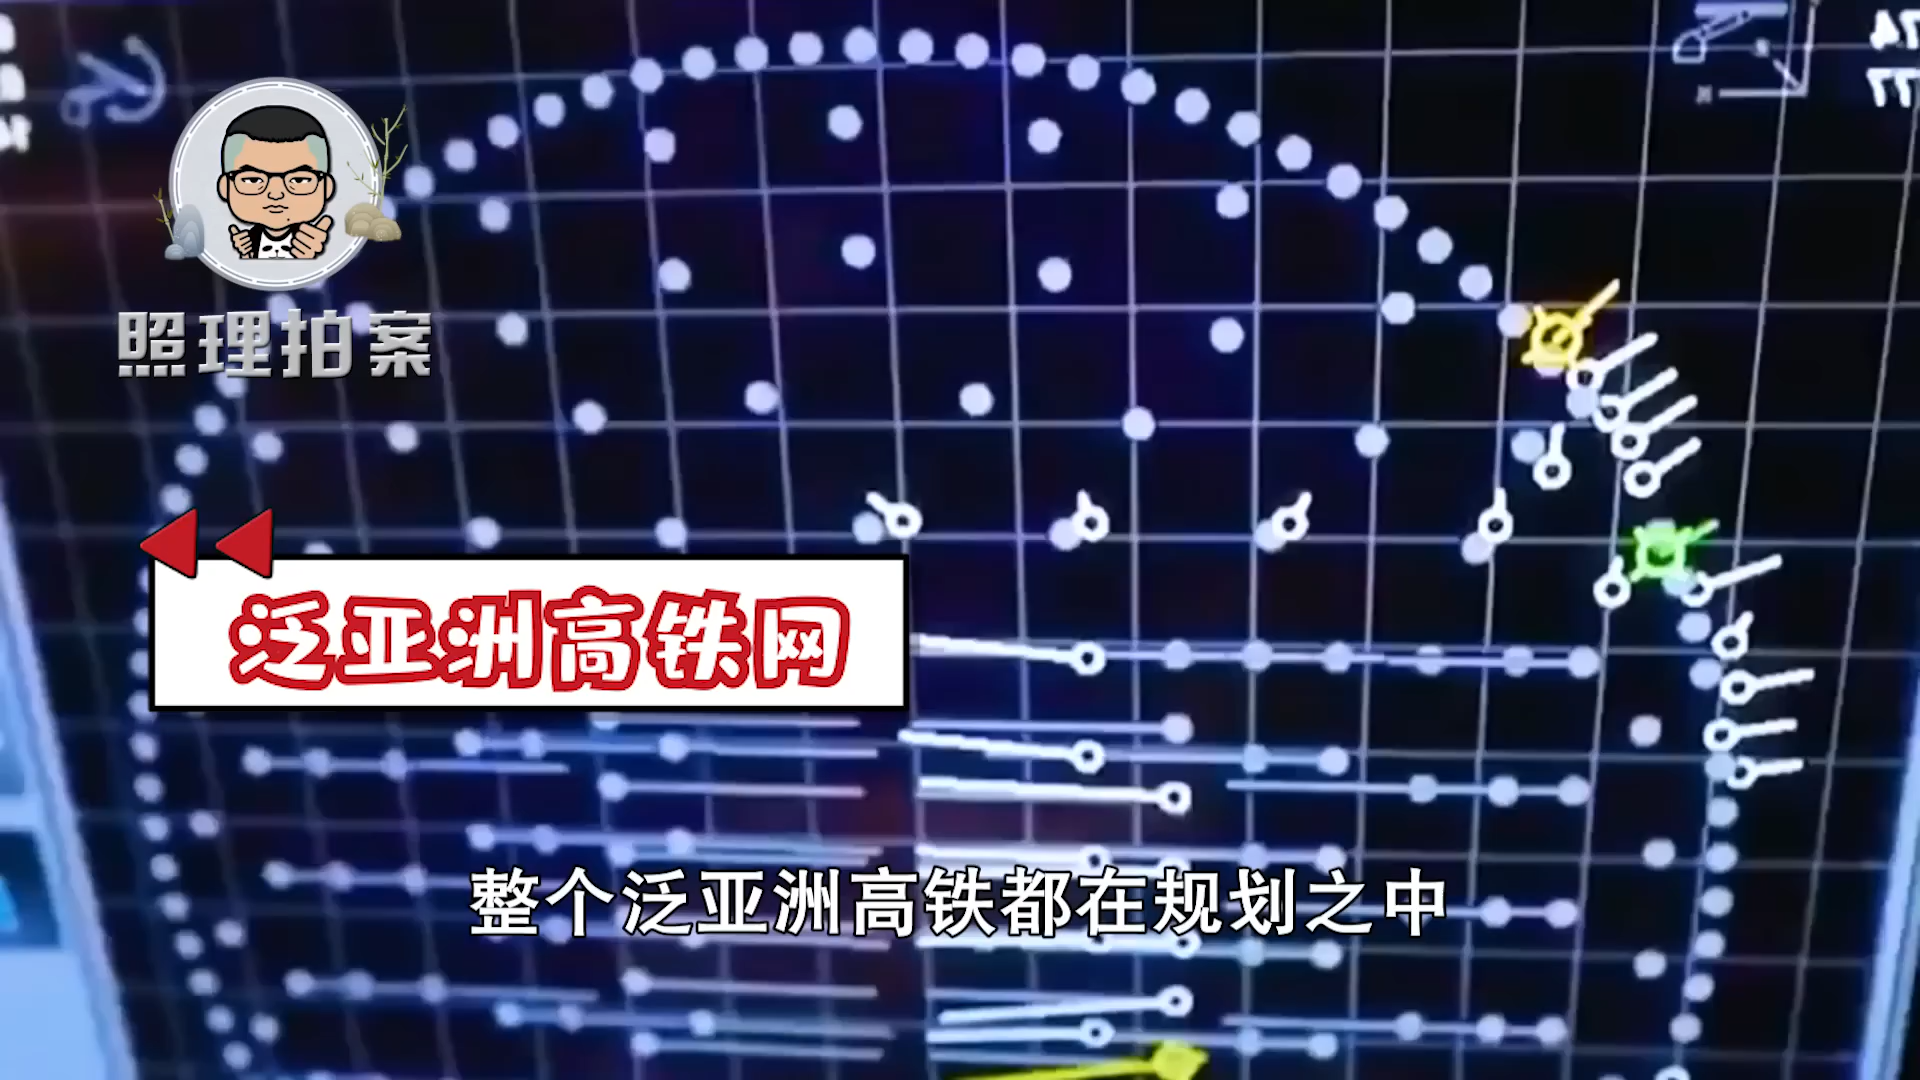 照理拍案
泛亚洲高铁网
整个泛亚洲高铁都在规划之中